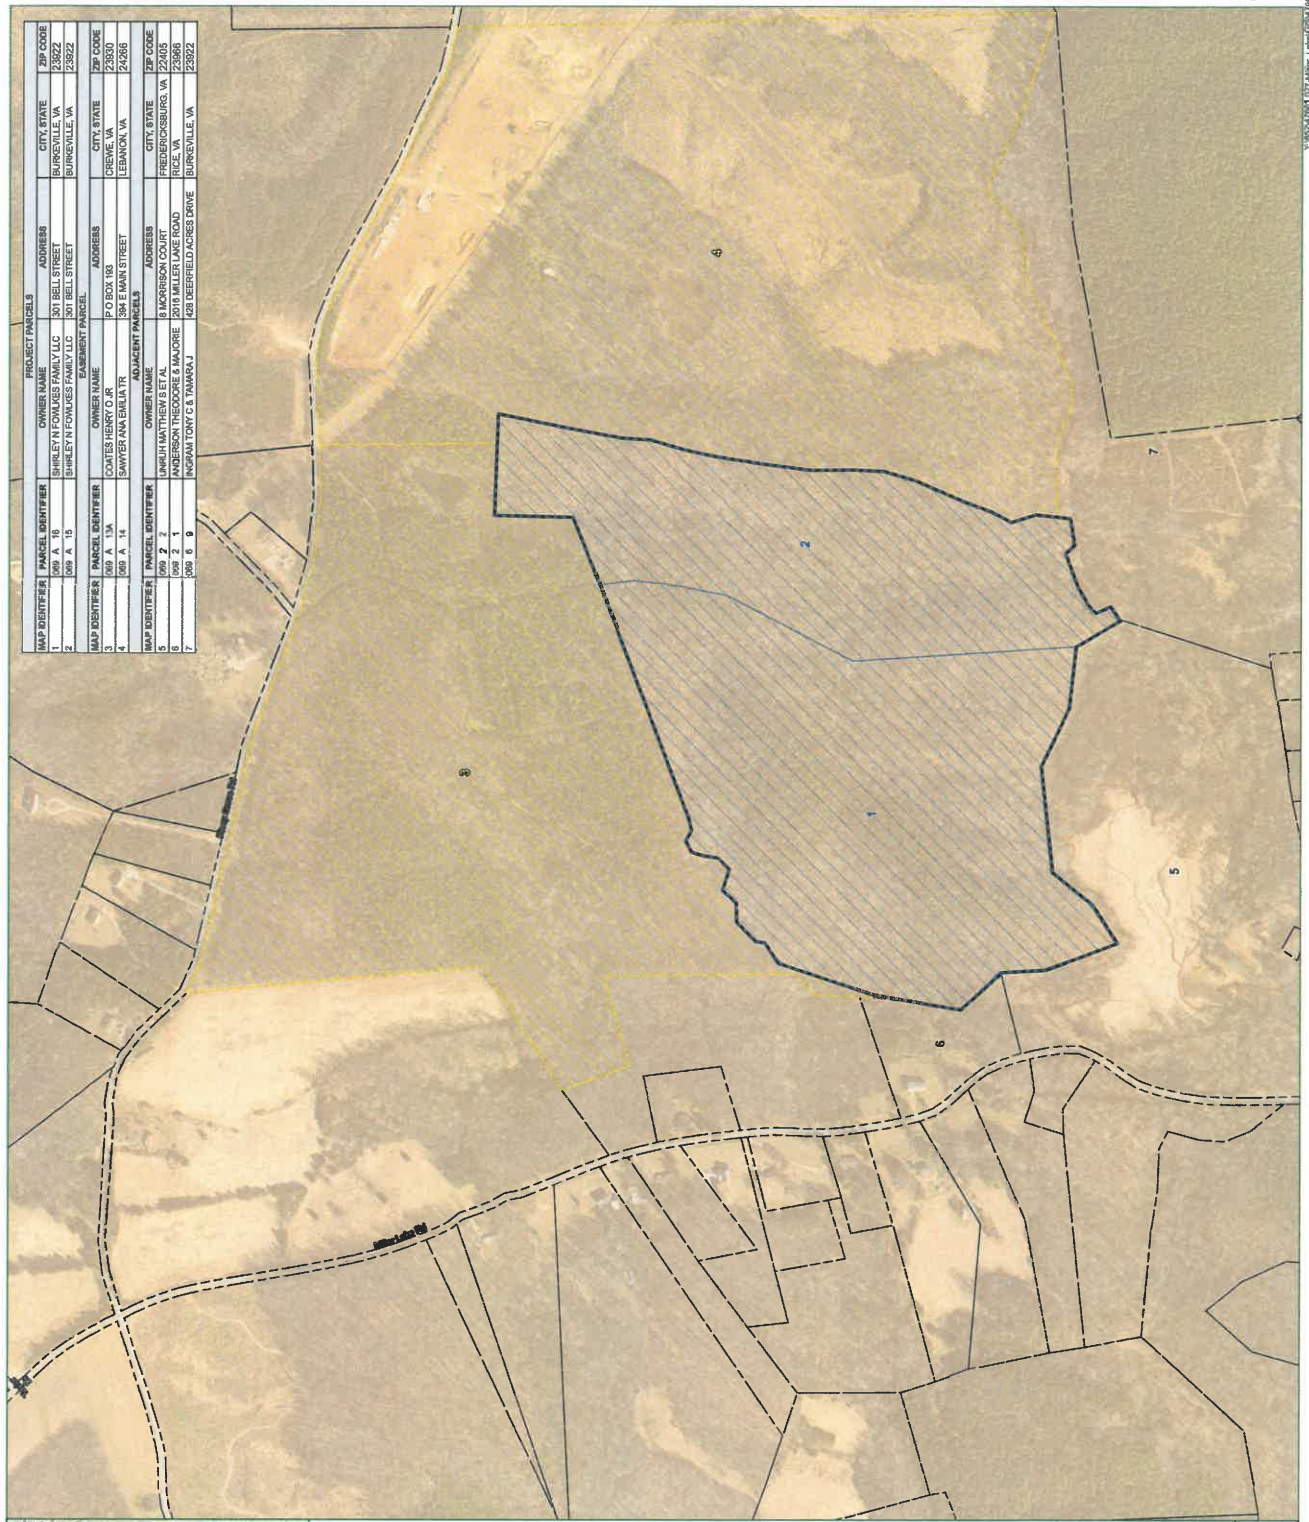 PROJECT PARCELS
MAP IDENTIFIER PARCEL IDENTIFIER OWNER NAME ADDRESS CITY, STATE ZIP CODE
1 069 A 16 SHIRLEY N FOWLKES FAMILY LLC 301 BELL STREET BURKEVILLE, VA 23922
2 069 A 15 SHIRLEY N FOWLKES FAMILY LLC 301 BELL STREET BURKEVILLE, VA 23922
EASEMENT PARCEL
MAP IDENTIFIER PARCEL IDENTIFIER OWNER NAME ADDRESS CITY, STATE ZIP CODE
3 069 A 13A COATES HENRY O JR P O BOX 193 CREWE, VA 23930
4 069 A 14 SAWYER ANA EMILIA TR 394 E MAIN STREET LEBANON, VA 24266
ADJACENT PARCELS
MAP IDENTIFIER PARCEL IDENTIFIER OWNER NAME ADDRESS CITY, STATE ZIP CODE
5 069 2 2 UNRUH MATTHEW S ET AL 8 MORRISON COURT FREDERICKSBURG, VA 22405
6 069 2 1 ANDERSON THEODORE & MAJORIE 2016 MILLER LAKE ROAD RICE, VA 23966
7 069 6 9 INGRAM TONY C & TAMARA J 428 DEERFIELD ACRES DRIVE BURKEVILLE, VA 23922
Miller Lake Rd
3
4
2
1
6
5
7